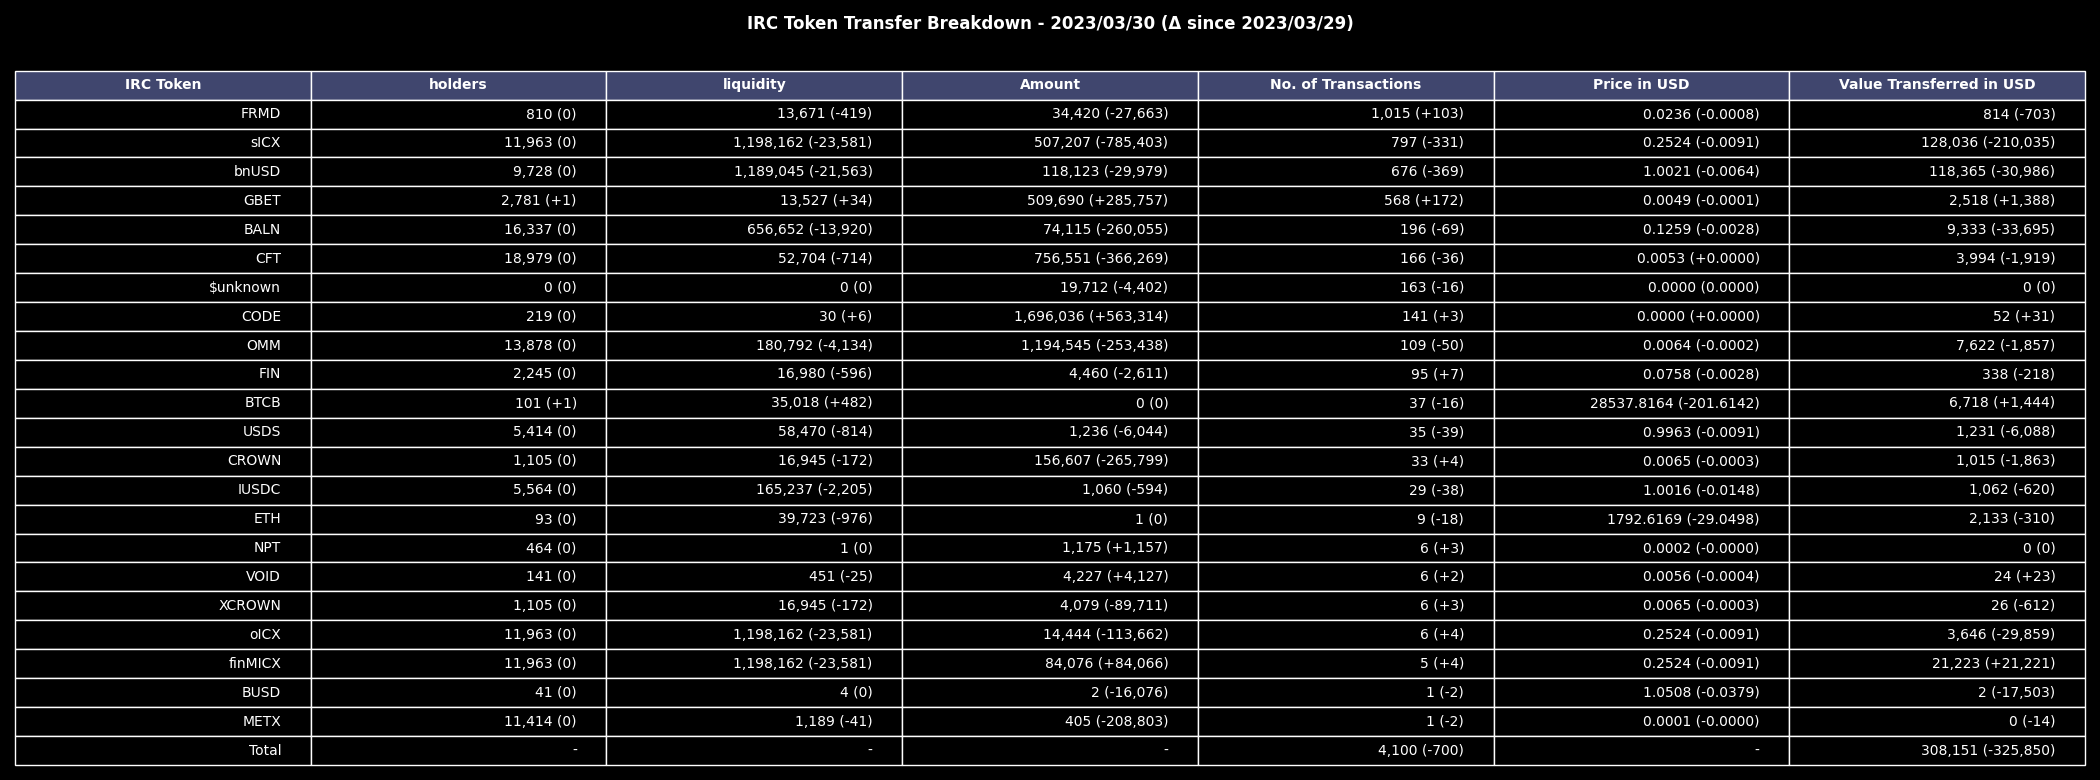 IRC Token Transfer Breakdown - 2023/03/30 (Δ since 2023/03/29)
IRC Token holders liquidity Amount No. of Transactions Price in USD Value Transferred in USD
FRMD 810 (0) 13,671 (-419) 34,420 (-27,663) 1,015 (+103) 0.0236 (-0.0008) 814 (-703)
sICX 11,963 (0) 1,198,162 (-23,581) 507,207 (-785,403) 797 (-331) 0.2524 (-0.0091) 128,036 (-210,035)
bnUSD 9,728 (0) 1,189,045 (-21,563) 118,123 (-29,979) 676 (-369) 1.0021 (-0.0064) 118,365 (-30,986)
GBET 2,781 (+1) 13,527 (+34) 509,690 (+285,757) 568 (+172) 0.0049 (-0.0001) 2,518 (+1,388)
BALN 16,337 (0) 656,652 (-13,920) 74,115 (-260,055) 196 (-69) 0.1259 (-0.0028) 9,333 (-33,695)
CFT 18,979 (0) 52,704 (-714) 756,551 (-366,269) 166 (-36) 0.0053 (+0.0000) 3,994 (-1,919)
$unknown 0 (0) 0 (0) 19,712 (-4,402) 163 (-16) 0.0000 (0.0000) 0 (0)
CODE 219 (0) 30 (+6) 1,696,036 (+563,314) 141 (+3) 0.0000 (+0.0000) 52 (+31)
OMM 13,878 (0) 180,792 (-4,134) 1,194,545 (-253,438) 109 (-50) 0.0064 (-0.0002) 7,622 (-1,857)
FIN 2,245 (0) 16,980 (-596) 4,460 (-2,611) 95 (+7) 0.0758 (-0.0028) 338 (-218)
BTCB 101 (+1) 35,018 (+482) 0 (0) 37 (-16) 28537.8164 (-201.6142) 6,718 (+1,444)
USDS 5,414 (0) 58,470 (-814) 1,236 (-6,044) 35 (-39) 0.9963 (-0.0091) 1,231 (-6,088)
CROWN 1,105 (0) 16,945 (-172) 156,607 (-265,799) 33 (+4) 0.0065 (-0.0003) 1,015 (-1,863)
IUSDC 5,564 (0) 165,237 (-2,205) 1,060 (-594) 29 (-38) 1.0016 (-0.0148) 1,062 (-620)
ETH 93 (0) 39,723 (-976) 1 (0) 9 (-18) 1792.6169 (-29.0498) 2,133 (-310)
NPT 464 (0) 1 (0) 1,175 (+1,157) 6 (+3) 0.0002 (-0.0000) 0 (0)
VOID 141 (0) 451 (-25) 4,227 (+4,127) 6 (+2) 0.0056 (-0.0004) 24 (+23)
XCROWN 1,105 (0) 16,945 (-172) 4,079 (-89,711) 6 (+3) 0.0065 (-0.0003) 26 (-612)
oICX 11,963 (0) 1,198,162 (-23,581) 14,444 (-113,662) 6 (+4) 0.2524 (-0.0091) 3,646 (-29,859)
finMICX 11,963 (0) 1,198,162 (-23,581) 84,076 (+84,066) 5 (+4) 0.2524 (-0.0091) 21,223 (+21,221)
BUSD 41 (0) 4 (0) 2 (-16,076) 1 (-2) 1.0508 (-0.0379) 2 (-17,503)
METX 11,414 (0) 1,189 (-41) 405 (-208,803) 1 (-2) 0.0001 (-0.0000) 0 (-14)
Total - - - 4,100 (-700) - 308,151 (-325,850)